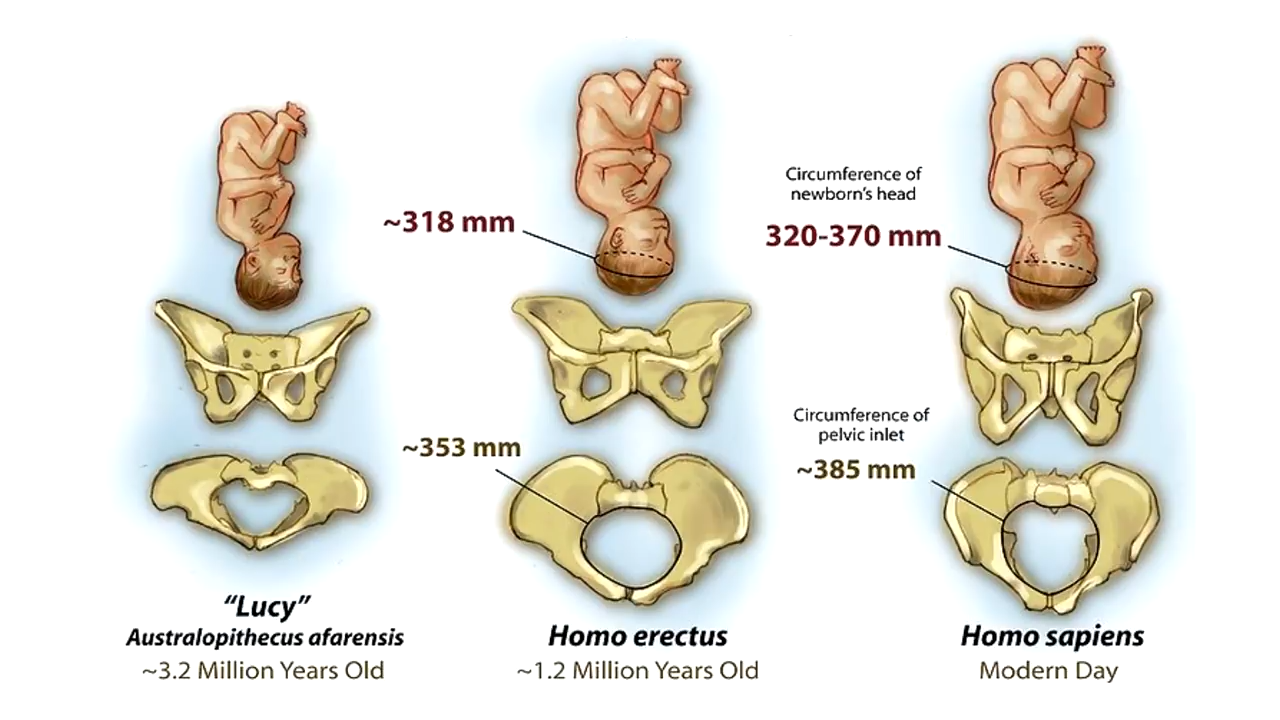 Circumference of
newborn's head
~318 mm
320-370 mm
Circumference of
pelvic inlet
~353 mm
~385 mm
“Lucy”
Australopithecus afarensis
~3.2 Million Years Old
Homo erectus
~1.2 Million Years Old
Homo sapiens
Modern Day